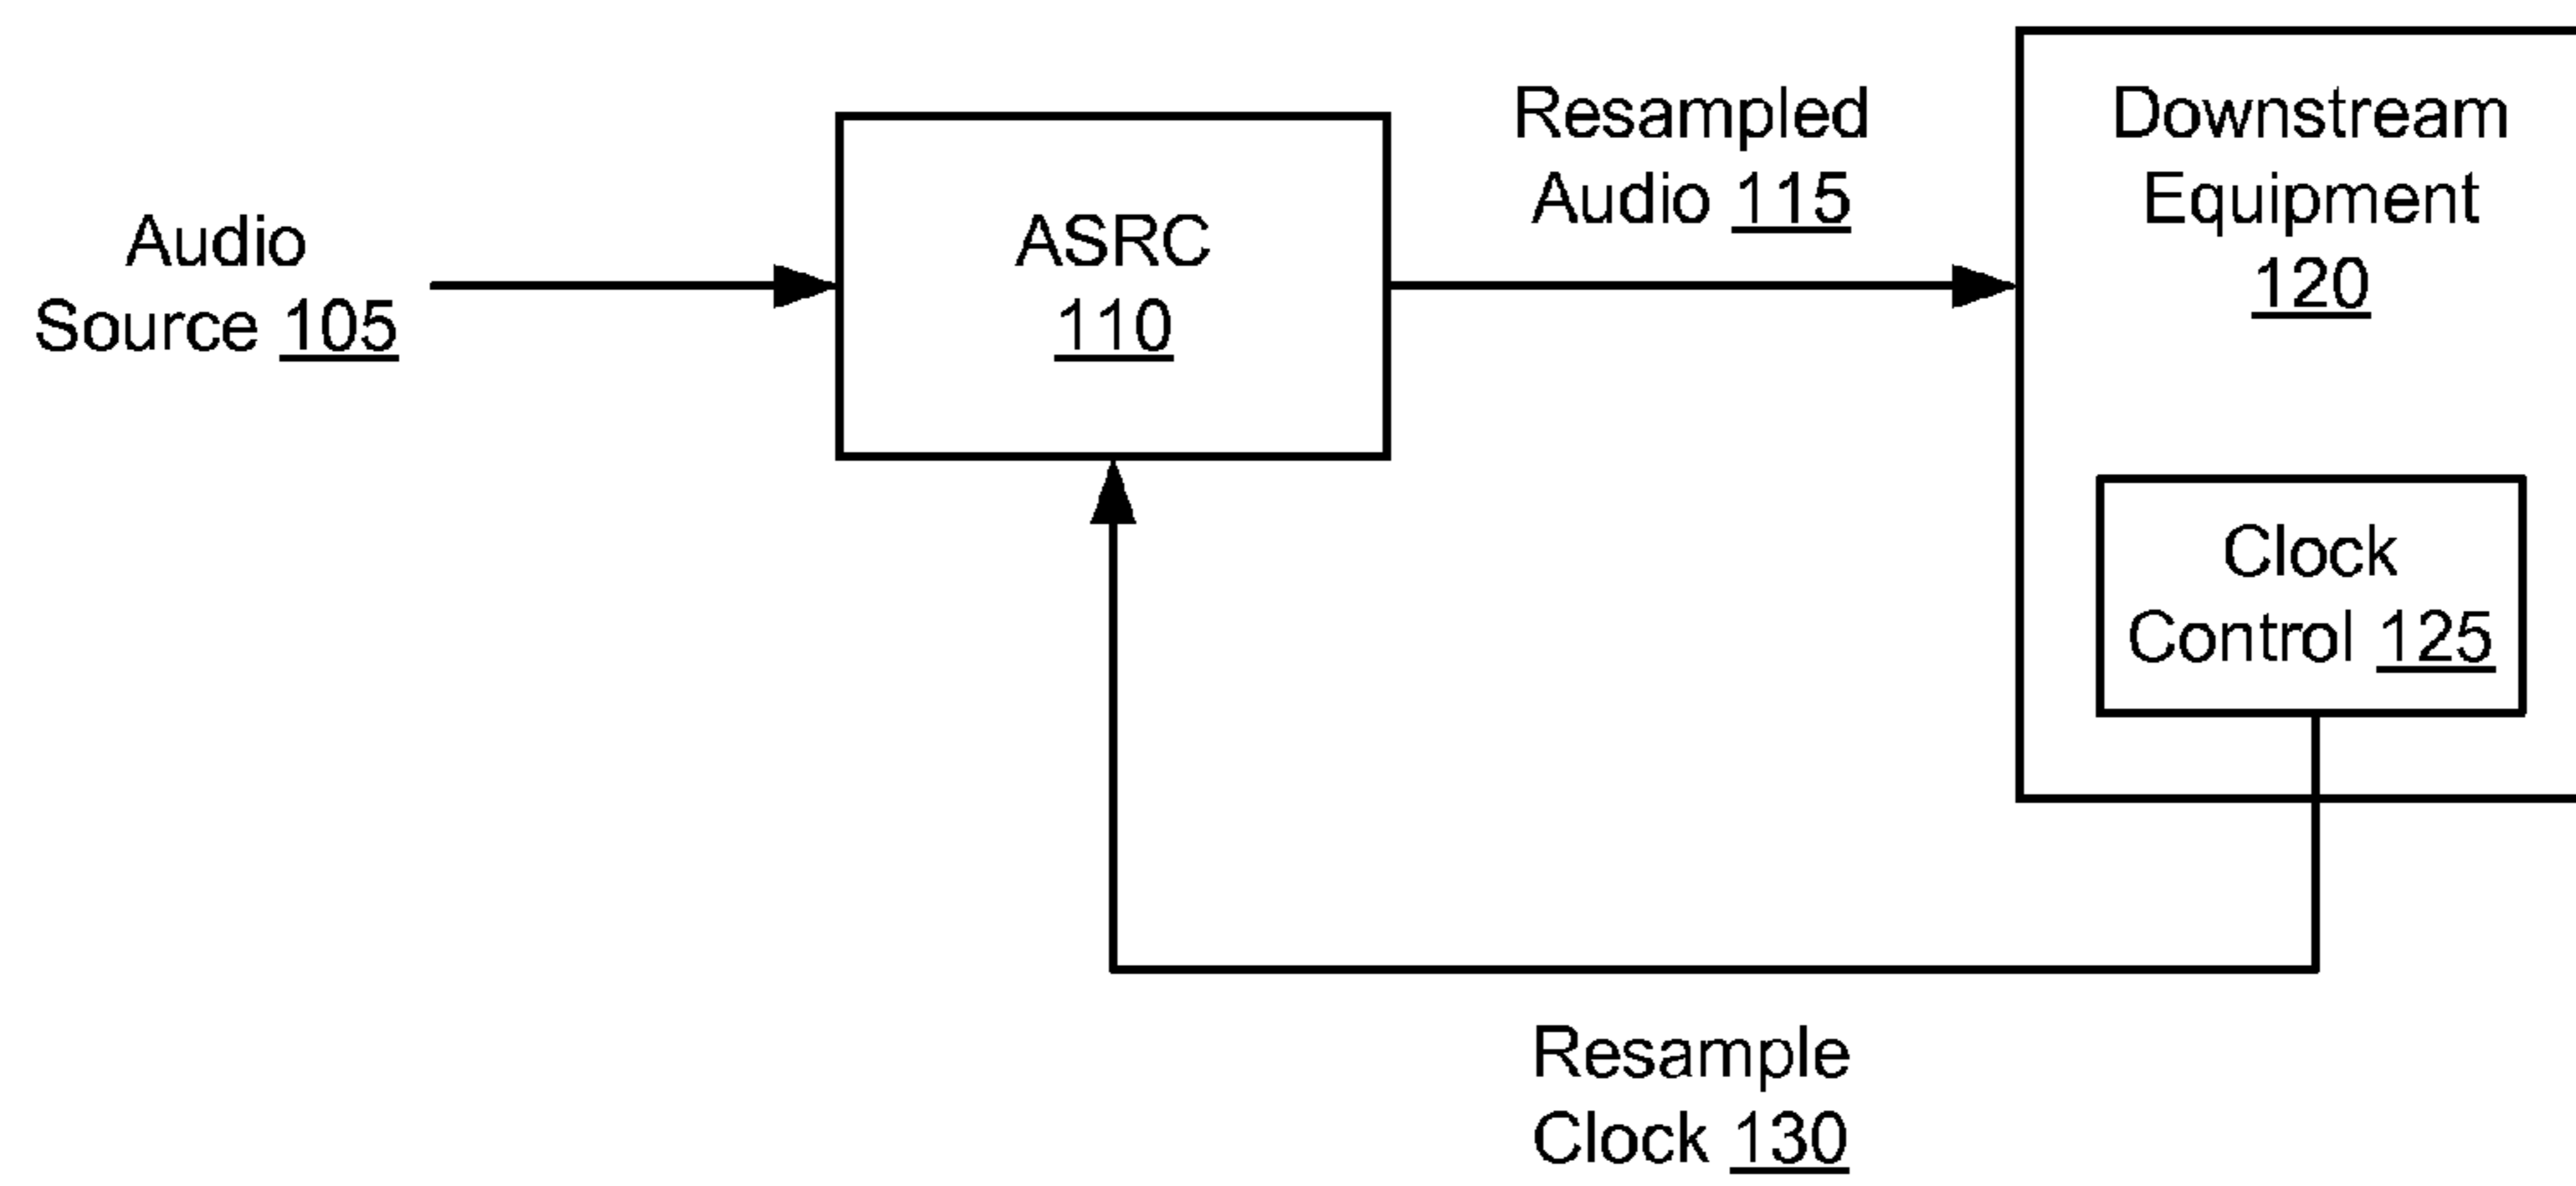 Audio
Source 105
ASRC
110
Resampled
Audio 115
Downstream
Equipment
120
Clock
Control 125
Resample
Clock 130